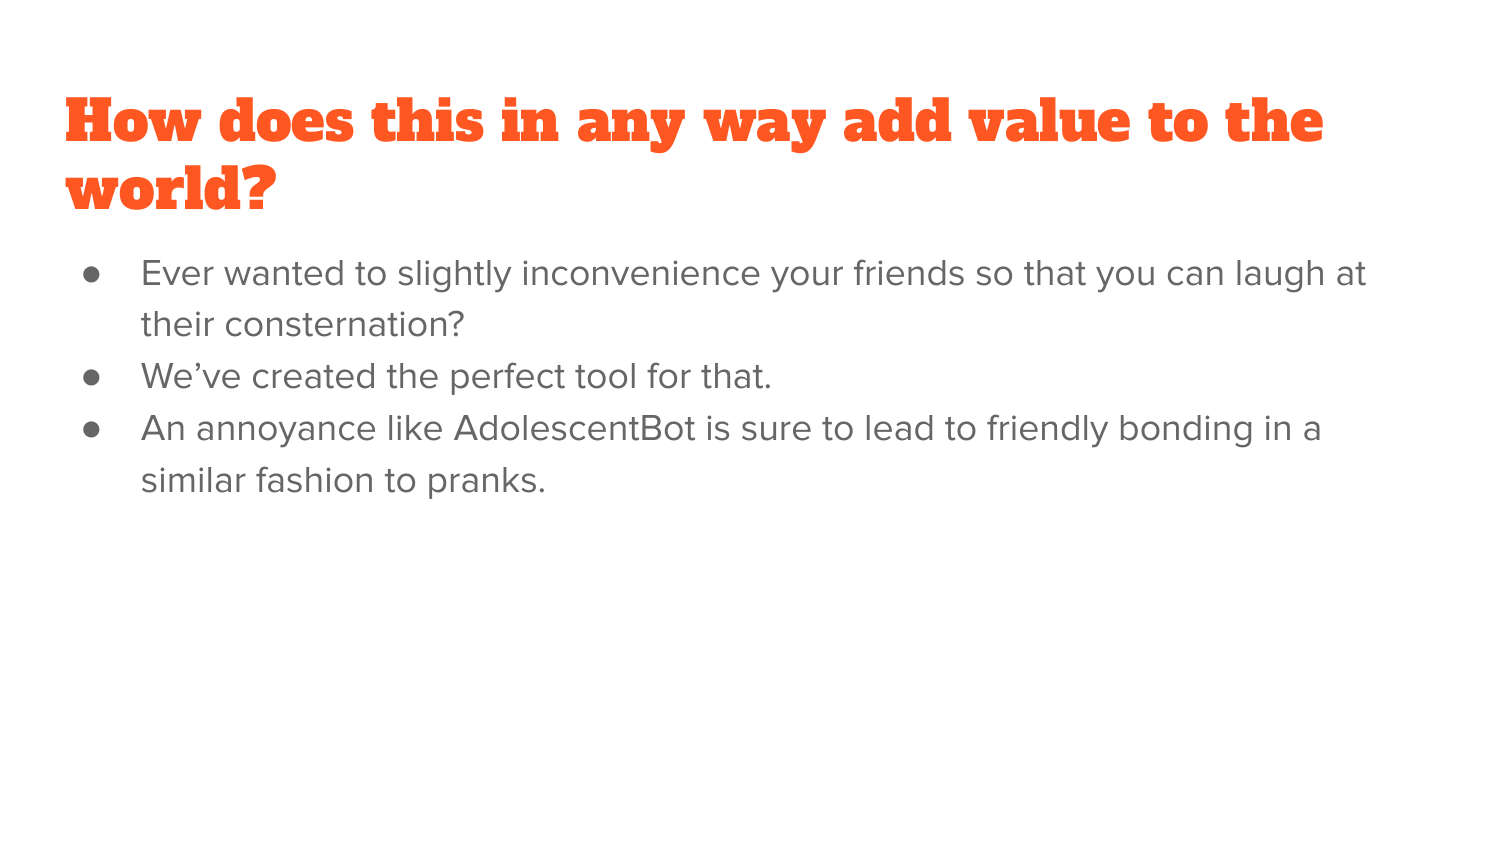 How does this in any way add value to the
world?
● Ever wanted to slightly inconvenience your friends so that you can laugh at
their consternation?
● We’ve created the perfect tool for that.
● An annoyance like AdolescentBot is sure to lead to friendly bonding in a
similar fashion to pranks.